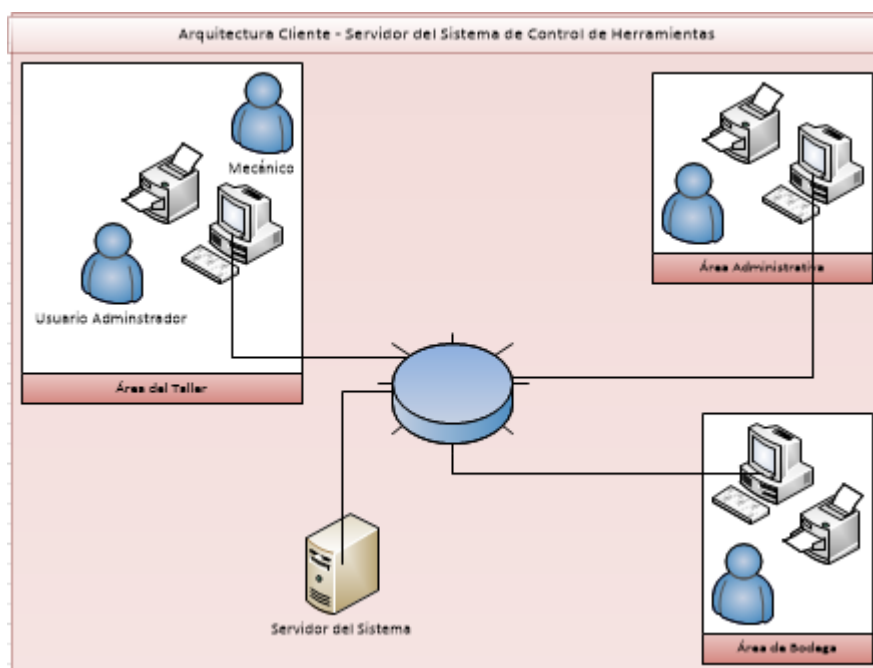 Arquitectura Cliente - Servidor del Sistema de Control de Herramientas
Mecánico
Usuario Adminstrador
Área del Taller
Área Administrativa
Servidor del Sistema
Área de Bodega